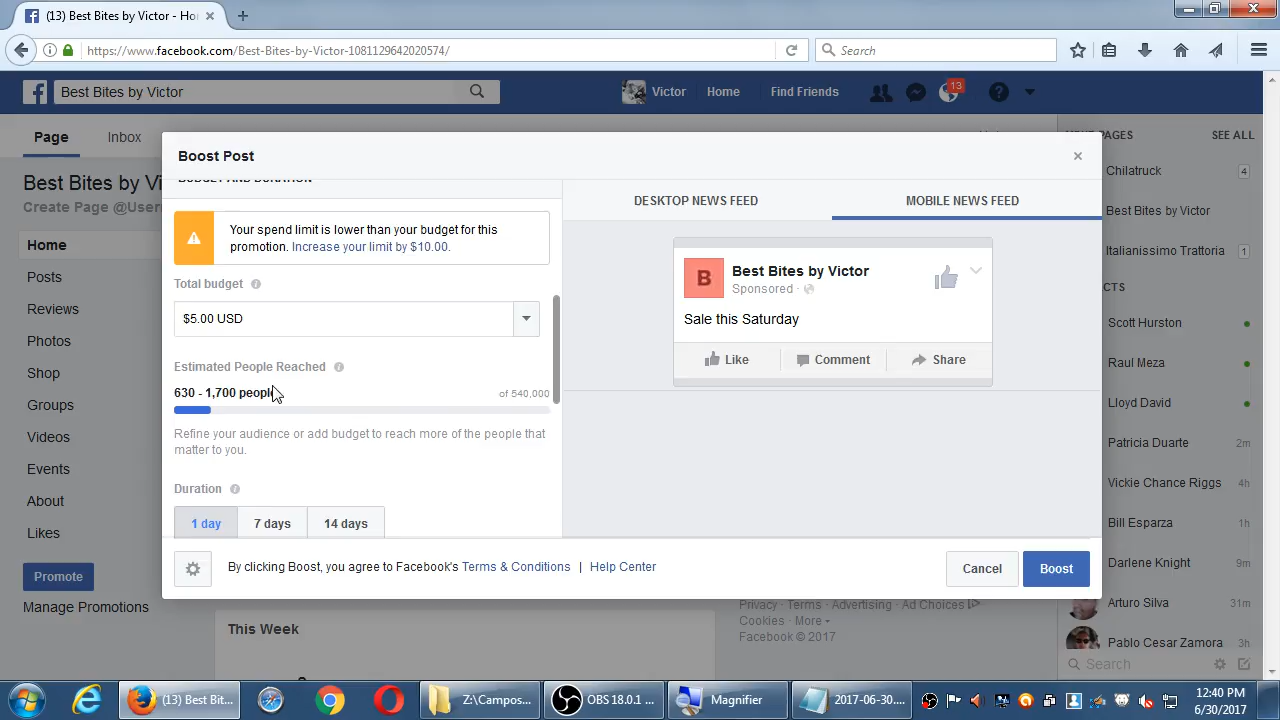 (13) Best Bites by Victor - Ho
https://www.facebook.com/Best-Bites-by-Victor-1081129642020574/
Search
Best Bites by Victor
Victor
Home
Find Friends
13
Page
Inbox
PAGES
SEE ALL
Boost Post
Best Bites by Vi
Create Page @User
Home
Posts
Reviews
Photos
Shop
Groups
Videos
Events
About
Likes
Promote
Manage Promotions
BUDGET AND DURATION
Your spend limit is lower than your budget for this
promotion. Increase your limit by $10.00.
Total budget
$5.00 USD
Estimated People Reached
630 - 1,700 people
of 540,000
Refine your audience or add budget to reach more of the people that
matter to you.
Duration
1 day
7 days
14 days
DESKTOP NEWS FEED
MOBILE NEWS FEED
B
Best Bites by Victor
Sponsored ·
Sale this Saturday
Like
Comment
Share
By clicking Boost, you agree to Facebook's Terms & Conditions | Help Center
Cancel
Boost
Chilatruck
4
Best Bites by Victor
Italianissimo Trattoria
1
CTS
Scott Hurston
Raul Meza
Lloyd David
Patricia Duarte
2m
Vickie Chance Riggs
4h
Bill Esparza
1h
Darlene Knight
9m
Arturo Silva
31m
Pablo Cesar Zamora
3h
Search
This Week
Privacy · Terms · Advertising · Ad Choices
Cookies · More
Facebook © 2017
(13) Best Bit...
Z:\Campos...
OBS 18.0.1 ...
Magnifier
2017-06-30....
12:40 PM
6/30/2017